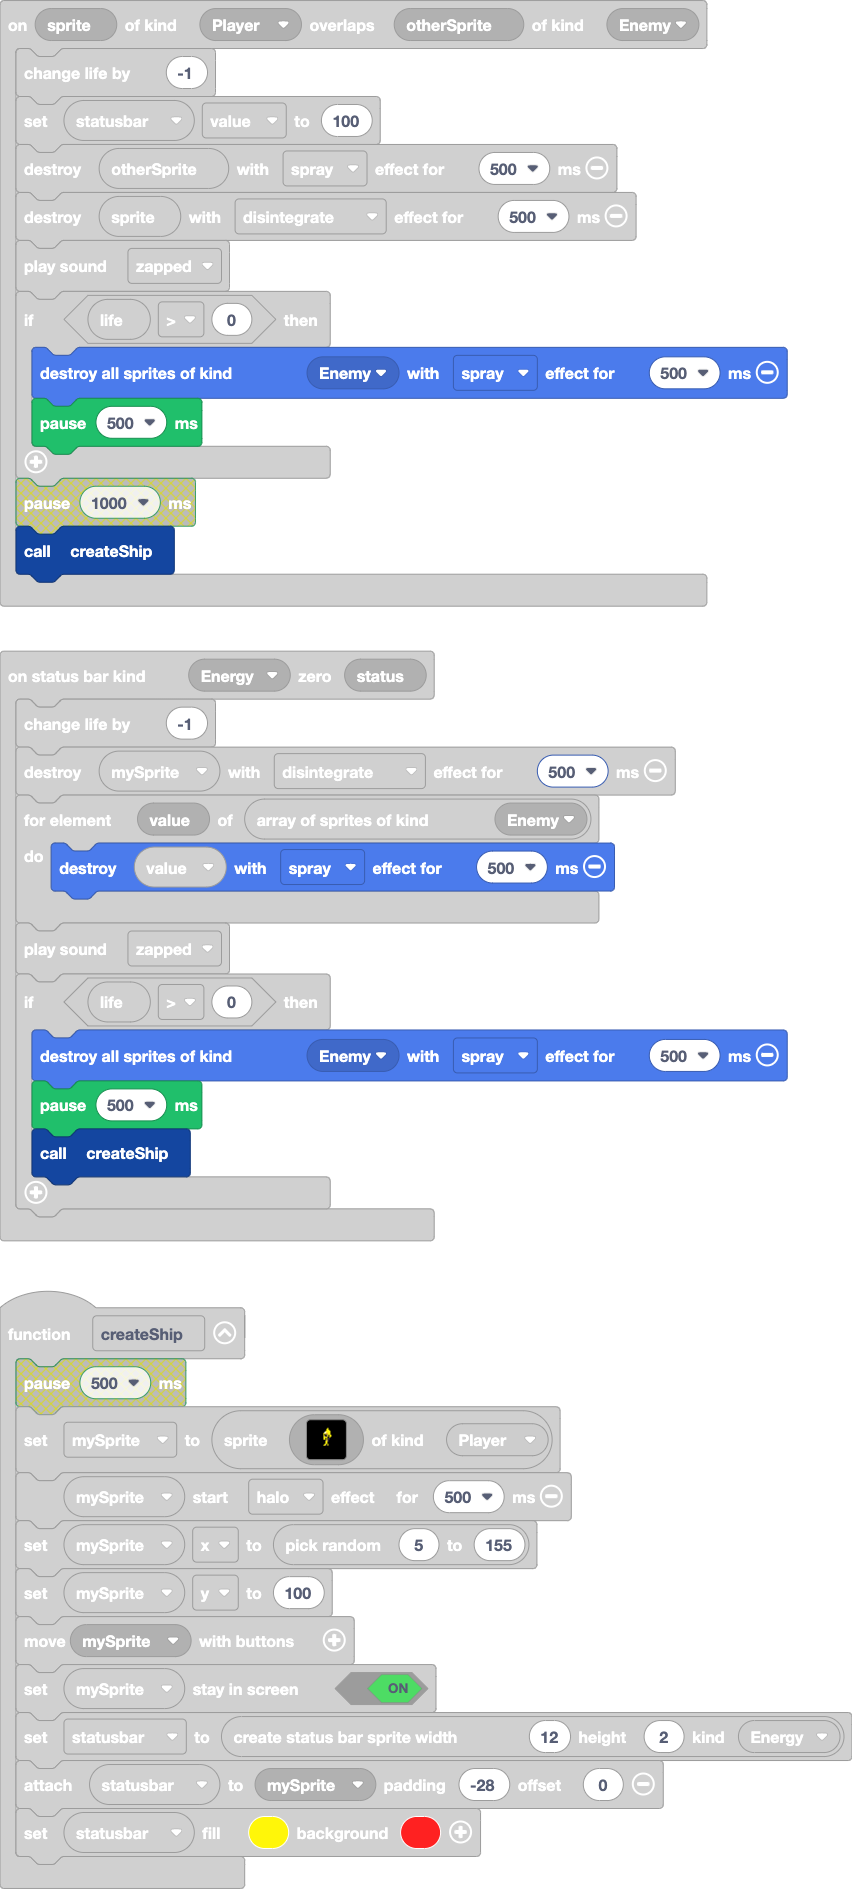 on sprite of kind Player overlaps otherSprite of kind Enemy
change life by -1
set statusbar value to 100
destroy otherSprite with spray effect for 500 ms
destroy sprite with disintegrate effect for 500 ms
play sound zapped
if life > 0 then
destroy all sprites of kind Enemy with spray effect for 500 ms
pause 500 ms
pause 1000 ms
call createShip
on status bar kind Energy zero status
change life by -1
destroy mySprite with disintegrate effect for 500 ms
for element value of array of sprites of kind Enemy
do destroy value with spray effect for 500 ms
play sound zapped
if life > 0 then
destroy all sprites of kind Enemy with spray effect for 500 ms
pause 500 ms
call createShip
function createShip
pause 500 ms
set mySprite to sprite of kind Player
mySprite start halo effect for 500 ms
set mySprite x to pick random 5 to 155
set mySprite y to 100
move mySprite with buttons
set mySprite stay in screen ON
set statusbar to create status bar sprite width 12 height 2 kind Energy
attach statusbar to mySprite padding -28 offset 0
set statusbar fill background